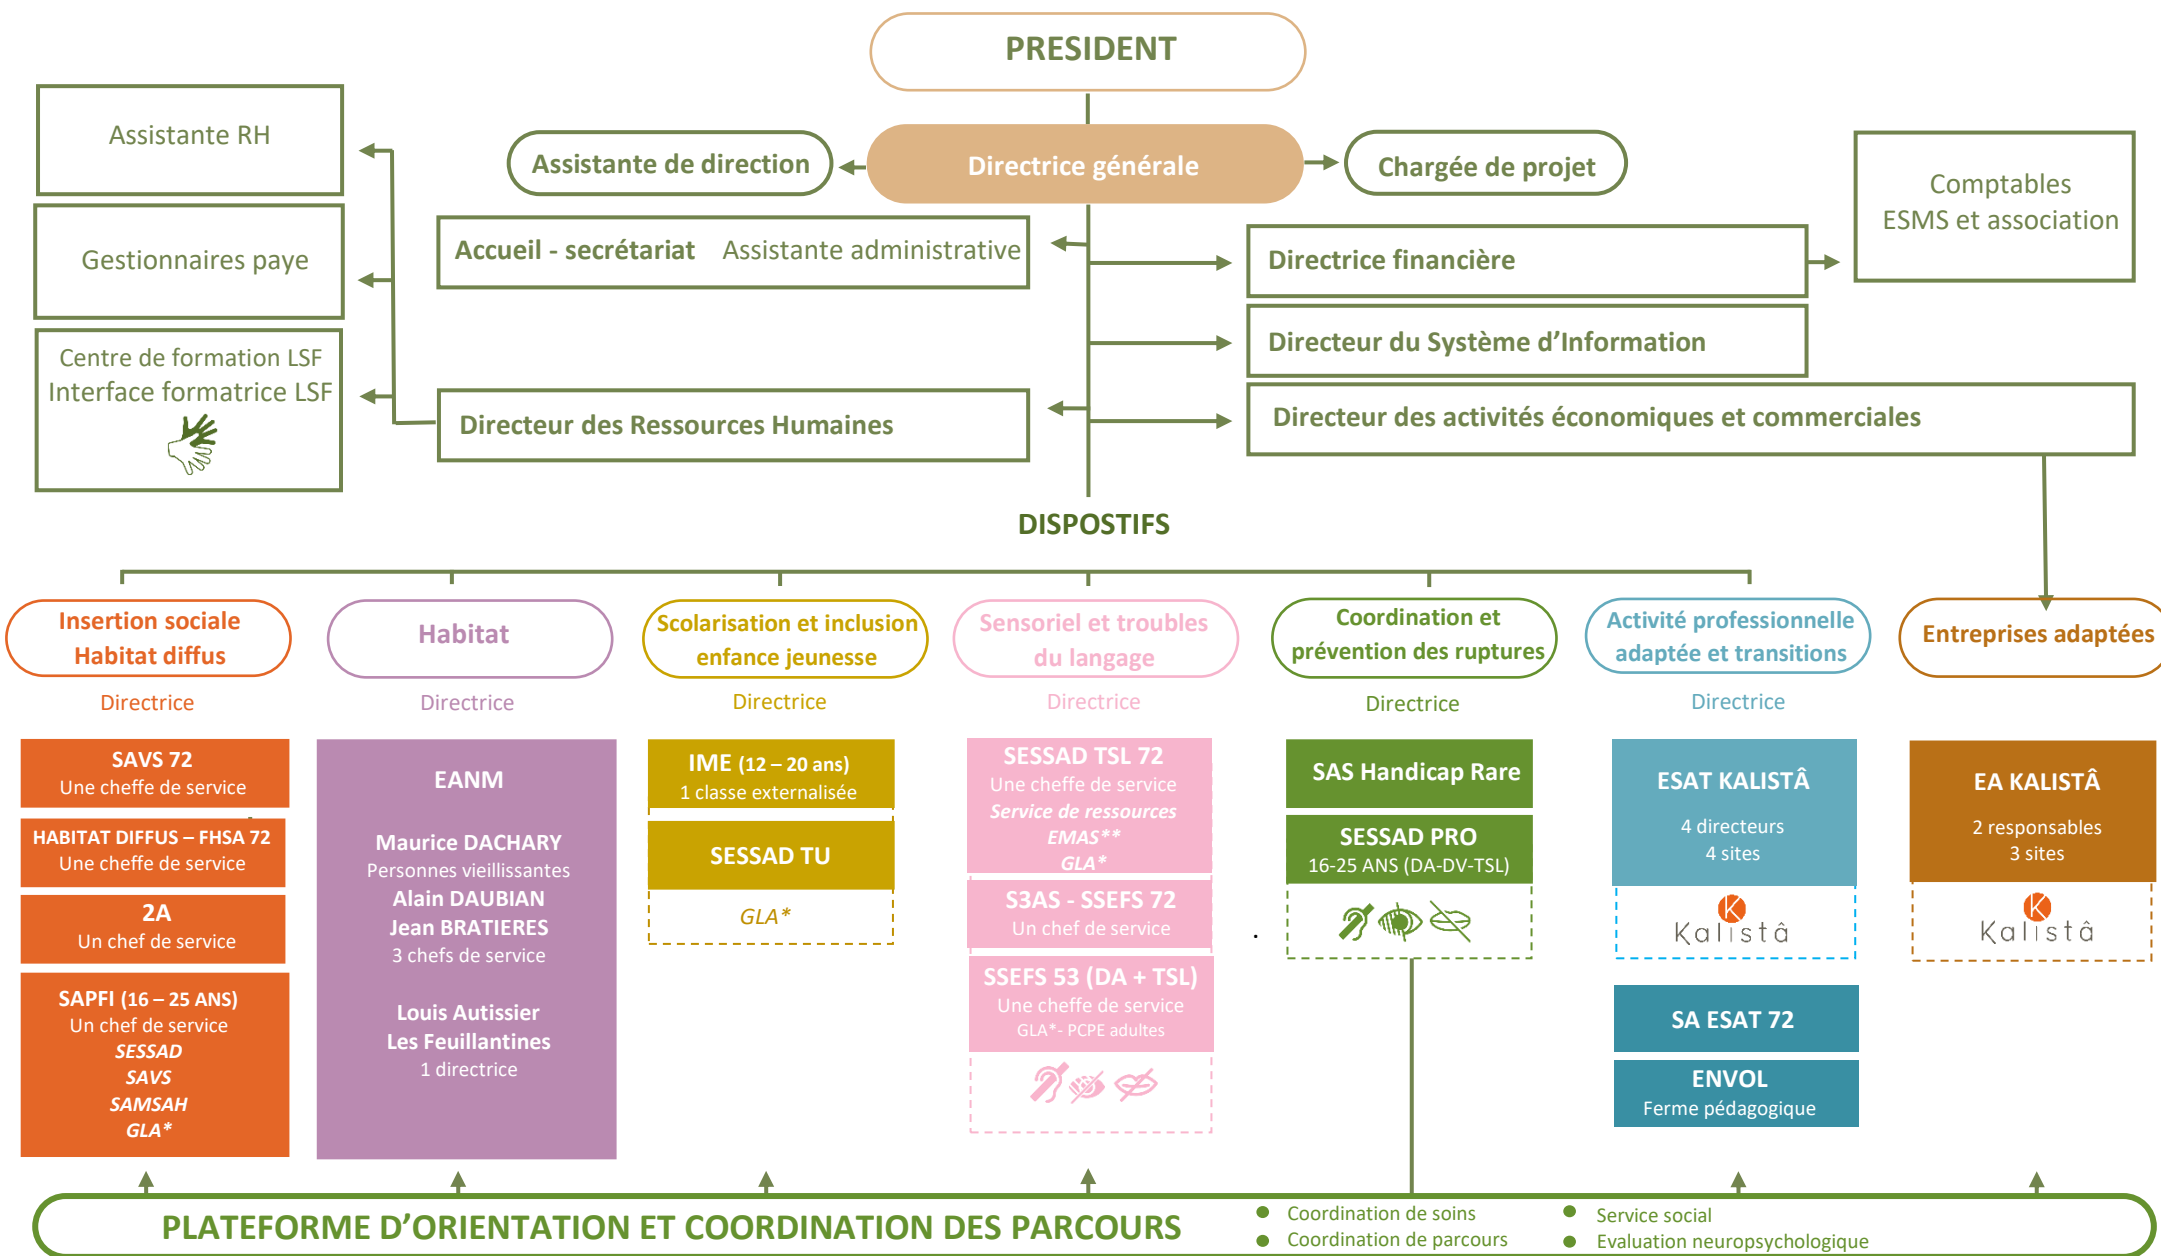 PRESIDENT
Assistante de direction
Directrice générale
Chargée de projet
Assistante RH
Gestionnaires paye
Centre de formation LSF
Interface formatrice LSF
Accueil - secrétariat Assistante administrative
Directeur des Ressources Humaines
Directrice financière
Comptables
ESMS et association
Directeur du Système d’Information
Directeur des activités économiques et commerciales
DISPOSTIFS
Insertion sociale
Habitat diffus
Directrice
SAVS 72
Une cheffe de service
HABITAT DIFFUS – FHSA 72
Une cheffe de service
2A
Un chef de service
SAPFI (16 – 25 ANS)
Un chef de service
SESSAD
SAVS
SAMSAH
GLA*
Habitat
Directrice
EANM
Maurice DACHARY
Personnes vieillissantes
Alain DAUBIAN
Jean BRATIERES
3 chefs de service
Louis Autissier
Les Feuillantines
1 directrice
Scolarisation et inclusion
enfance jeunesse
Directrice
IME (12 – 20 ans)
1 classe externalisée
SESSAD TU
GLA*
Sensoriel et troubles
du langage
Directrice
SESSAD TSL 72
Une cheffe de service
Service de ressources
EMAS**
GLA*
S3AS - SSEFS 72
Un chef de service
SSEFS 53 (DA + TSL)
Une cheffe de service
GLA*- PCPE adultes
.
Coordination et
prévention des ruptures
Directrice
SAS Handicap Rare
SESSAD PRO
16-25 ANS (DA-DV-TSL)
Activité professionnelle
adaptée et transitions
Directrice
ESAT KALISTÂ
4 directeurs
4 sites
K
Kalistâ
SA ESAT 72
ENVOL
Ferme pédagogique
Entreprises adaptées
EA KALISTÂ
2 responsables
3 sites
K
Kalistâ
PLATEFORME D’ORIENTATION ET COORDINATION DES PARCOURS
● Coordination de soins
● Coordination de parcours
● Service social
● Evaluation neuropsychologique